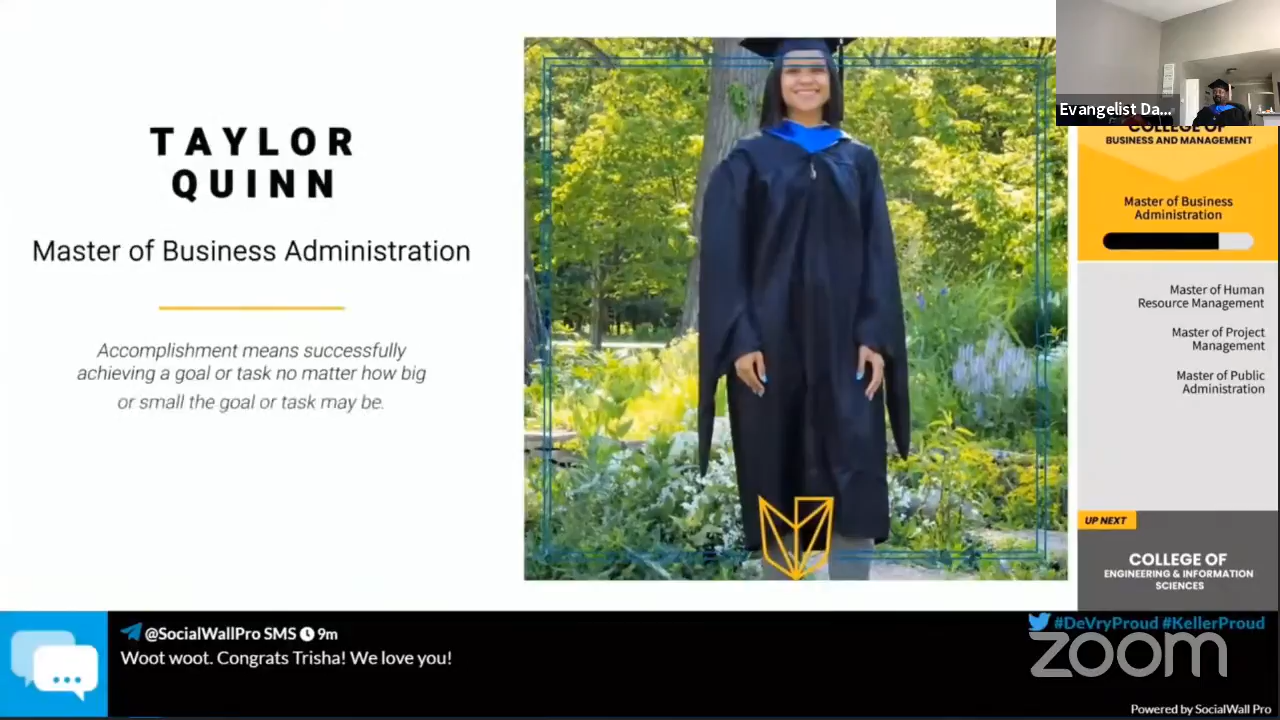 TAYLOR
QUINN
Master of Business Administration
Accomplishment means successfully
achieving a goal or task no matter how big
or small the goal or task may be.
Evangelist Da...
COLLEGE OF
BUSINESS AND MANAGEMENT
Master of Business
Administration
Master of Human
Resource Management
Master of Project
Management
Master of Public
Administration
UP NEXT
COLLEGE OF
ENGINEERING & INFORMATION
SCIENCES
@SocialWallPro SMS 9m
Woot woot. Congrats Trisha! We love you!
#DeVryProud #KellerProud
zoom
Powered by SocialWall Pro